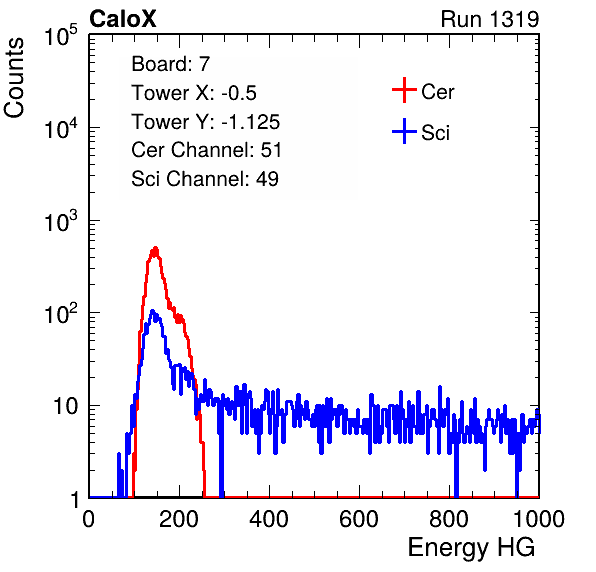 CaloX Run 1319
10^5
Counts
Board: 7
Tower X: -0.5
Tower Y: -1.125
Cer Channel: 51
Sci Channel: 49
Cer
Sci
10^4
10^3
10^2
10
1
0 200 400 600 800 1000
Energy HG